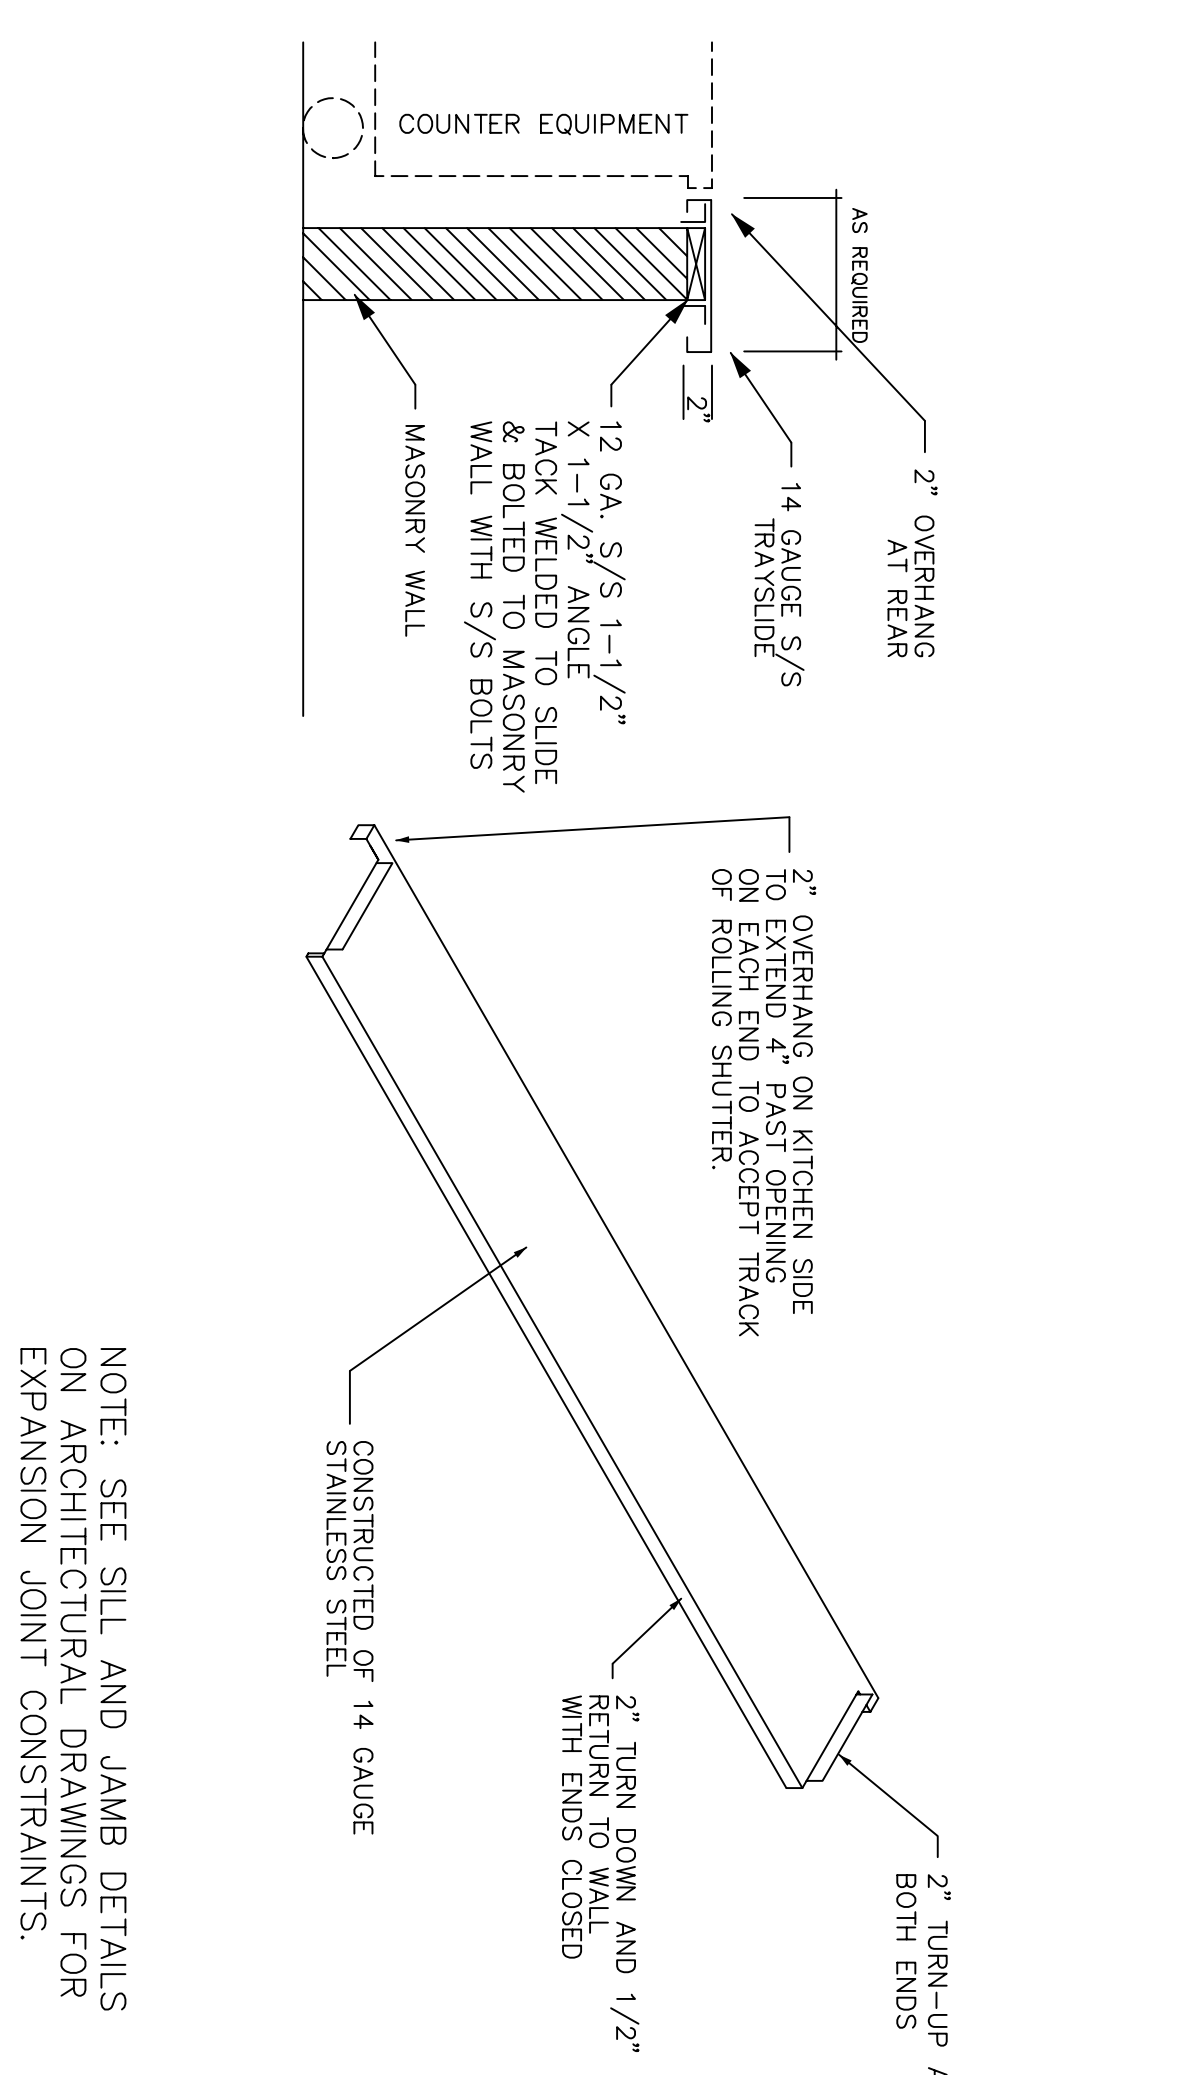 COUNTER EQUIPMENT
AS REQUIRED
2" OVERHANG
AT REAR
14 GAUGE S/S
TRAYSLIDE
2"
12 GA. S/S 1-1/2"
X 1-1/2" ANGLE
TACK WELDED TO SLIDE
& BOLTED TO MASONRY
WALL WITH S/S BOLTS
MASONRY WALL
2" OVERHANG ON KITCHEN SIDE
TO EXTEND 4" PAST OPENING
ON EACH END TO ACCEPT TRACK
OF ROLLING SHUTTER.
2" TURN-UP
BOTH ENDS
2" TURN DOWN AND 1/2"
RETURN TO WALL
WITH ENDS CLOSED
CONSTRUCTED OF 14 GAUGE
STAINLESS STEEL
NOTE: SEE SILL AND JAMB DETAILS
ON ARCHITECTURAL DRAWINGS FOR
EXPANSION JOINT CONSTRAINTS.